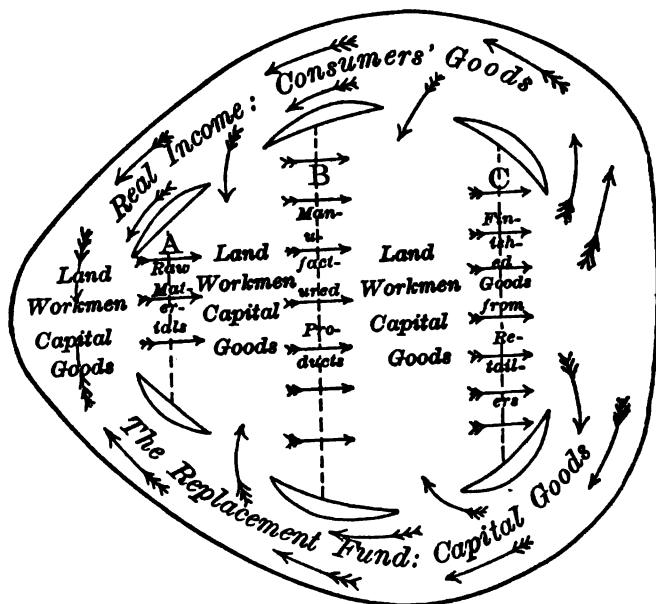 Real Income: Consumers' Goods
A
Raw
Mat-
er-
ials
B
Man-
u-
fact-
ured
Pro-
ducts
C
Fin-
ish-
ed
Goods
from
Re-
tail-
ers
Land
Workmen
Capital
Goods
Land
Workmen
Capital
Goods
Land
Workmen
Capital
Goods
The Replacement Fund: Capital Goods